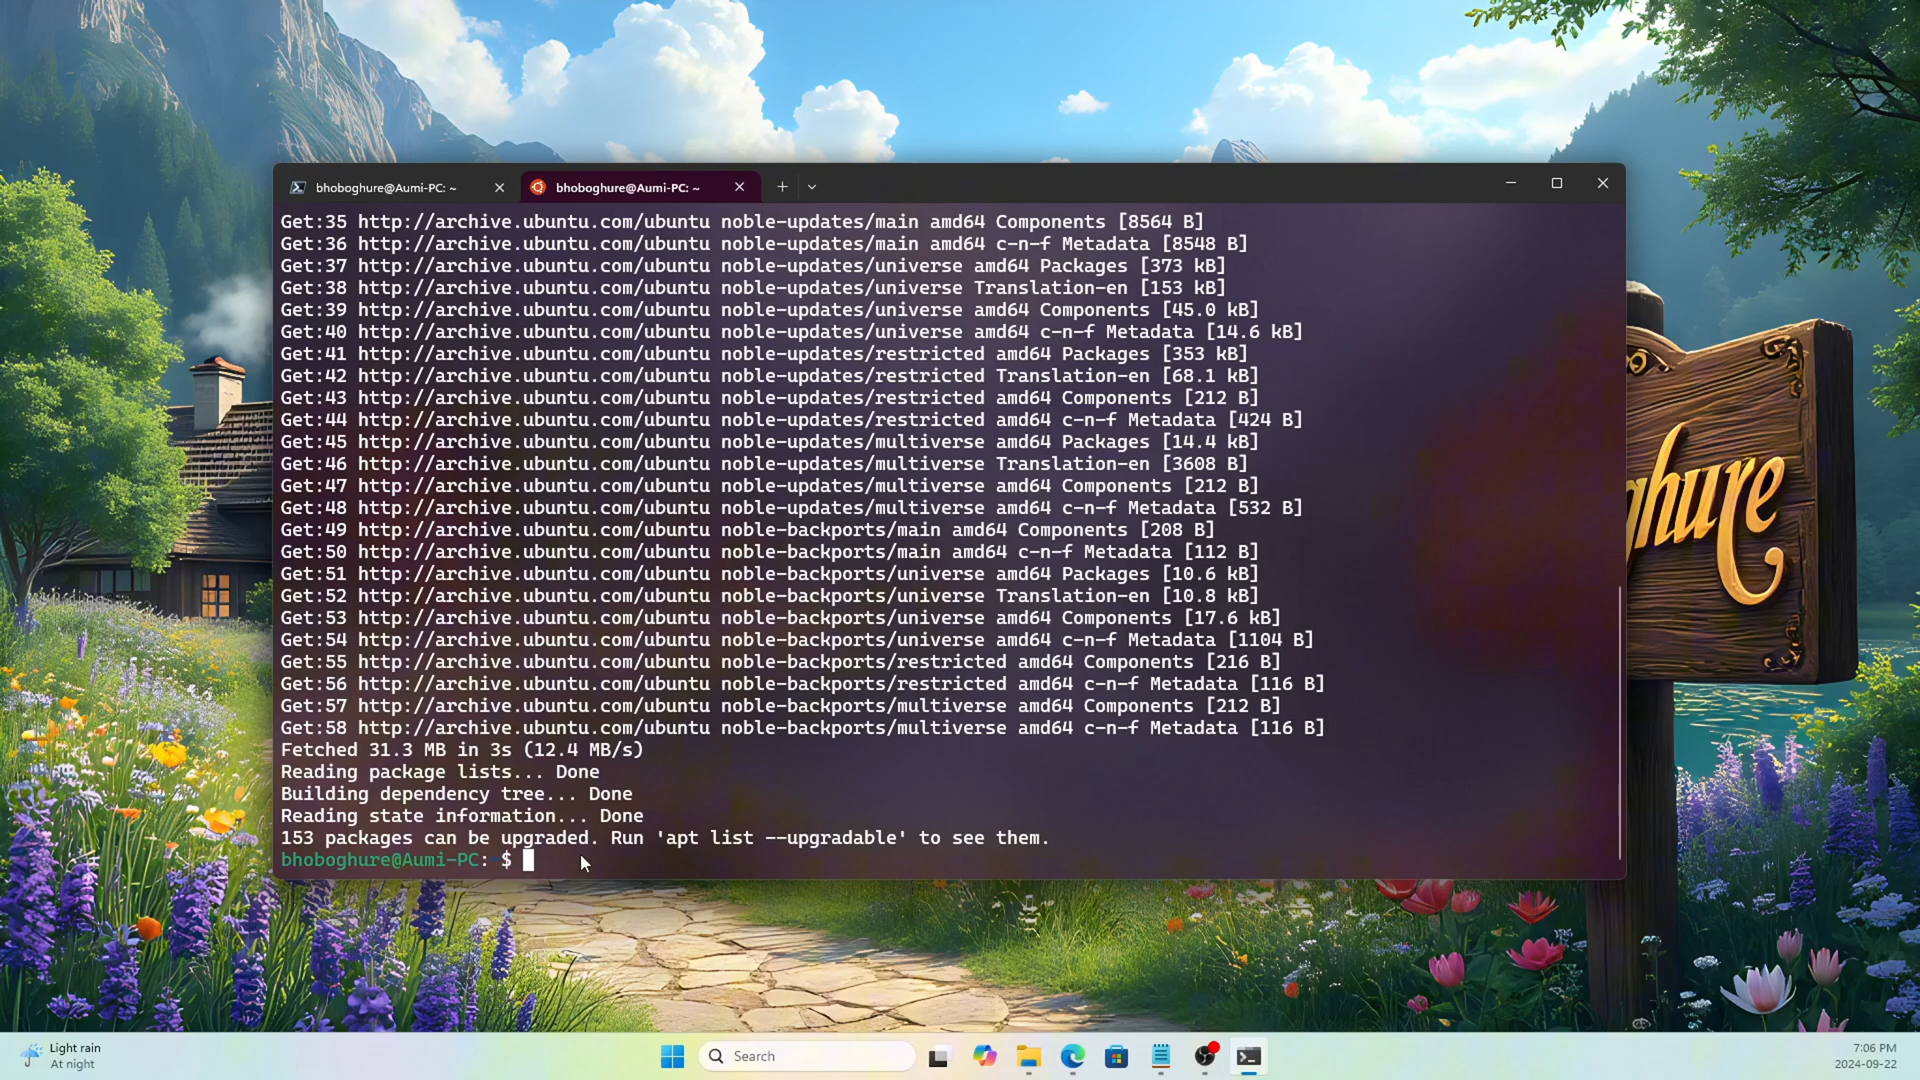 bhoboghure@Aumi-PC: ~
bhoboghure@Aumi-PC: ~
Get:35 http://archive.ubuntu.com/ubuntu noble-updates/main amd64 Components [8564 B]
Get:36 http://archive.ubuntu.com/ubuntu noble-updates/main amd64 c-n-f Metadata [8548 B]
Get:37 http://archive.ubuntu.com/ubuntu noble-updates/universe amd64 Packages [373 kB]
Get:38 http://archive.ubuntu.com/ubuntu noble-updates/universe Translation-en [153 kB]
Get:39 http://archive.ubuntu.com/ubuntu noble-updates/universe amd64 Components [45.0 kB]
Get:40 http://archive.ubuntu.com/ubuntu noble-updates/universe amd64 c-n-f Metadata [14.6 kB]
Get:41 http://archive.ubuntu.com/ubuntu noble-updates/restricted amd64 Packages [353 kB]
Get:42 http://archive.ubuntu.com/ubuntu noble-updates/restricted Translation-en [68.1 kB]
Get:43 http://archive.ubuntu.com/ubuntu noble-updates/restricted amd64 Components [212 B]
Get:44 http://archive.ubuntu.com/ubuntu noble-updates/restricted amd64 c-n-f Metadata [424 B]
Get:45 http://archive.ubuntu.com/ubuntu noble-updates/multiverse amd64 Packages [14.4 kB]
Get:46 http://archive.ubuntu.com/ubuntu noble-updates/multiverse Translation-en [3608 B]
Get:47 http://archive.ubuntu.com/ubuntu noble-updates/multiverse amd64 Components [212 B]
Get:48 http://archive.ubuntu.com/ubuntu noble-updates/multiverse amd64 c-n-f Metadata [532 B]
Get:49 http://archive.ubuntu.com/ubuntu noble-backports/main amd64 Components [208 B]
Get:50 http://archive.ubuntu.com/ubuntu noble-backports/main amd64 c-n-f Metadata [112 B]
Get:51 http://archive.ubuntu.com/ubuntu noble-backports/universe amd64 Packages [10.6 kB]
Get:52 http://archive.ubuntu.com/ubuntu noble-backports/universe Translation-en [10.8 kB]
Get:53 http://archive.ubuntu.com/ubuntu noble-backports/universe amd64 Components [17.6 kB]
Get:54 http://archive.ubuntu.com/ubuntu noble-backports/universe amd64 c-n-f Metadata [1104 B]
Get:55 http://archive.ubuntu.com/ubuntu noble-backports/restricted amd64 Components [216 B]
Get:56 http://archive.ubuntu.com/ubuntu noble-backports/restricted amd64 c-n-f Metadata [116 B]
Get:57 http://archive.ubuntu.com/ubuntu noble-backports/multiverse amd64 Components [212 B]
Get:58 http://archive.ubuntu.com/ubuntu noble-backports/multiverse amd64 c-n-f Metadata [116 B]
Fetched 31.3 MB in 3s (12.4 MB/s)
Reading package lists... Done
Building dependency tree... Done
Reading state information... Done
153 packages can be upgraded. Run 'apt list --upgradable' to see them.
bhoboghure@Aumi-PC: $
ghure
Light rain
At night
Search
7:06 PM
2024-09-22